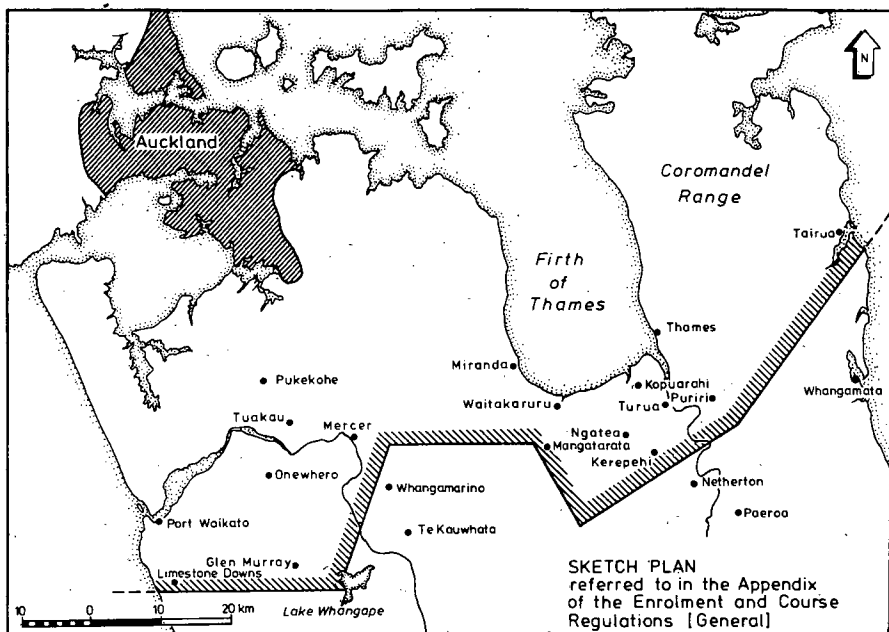 N
Auckland
Coromandel
Range
Tairua
Firth
of
Thames
Thames
Miranda
Pukekohe
Kopuarahi
Whangamata
Waitakaruru
Turua
Puriri
Tuakau
Mercer
Ngatea
Mangatarata
Kerepehi
Onewhero
Whangamarino
Netherton
Paeroa
Port Waikato
Te Kauwhata
Glen Murray
Limestone Downs
SKETCH PLAN
referred to in the Appendix
of the Enrolment and Course
Regulations [General]
Lake Whangape
10 0 10 20 km